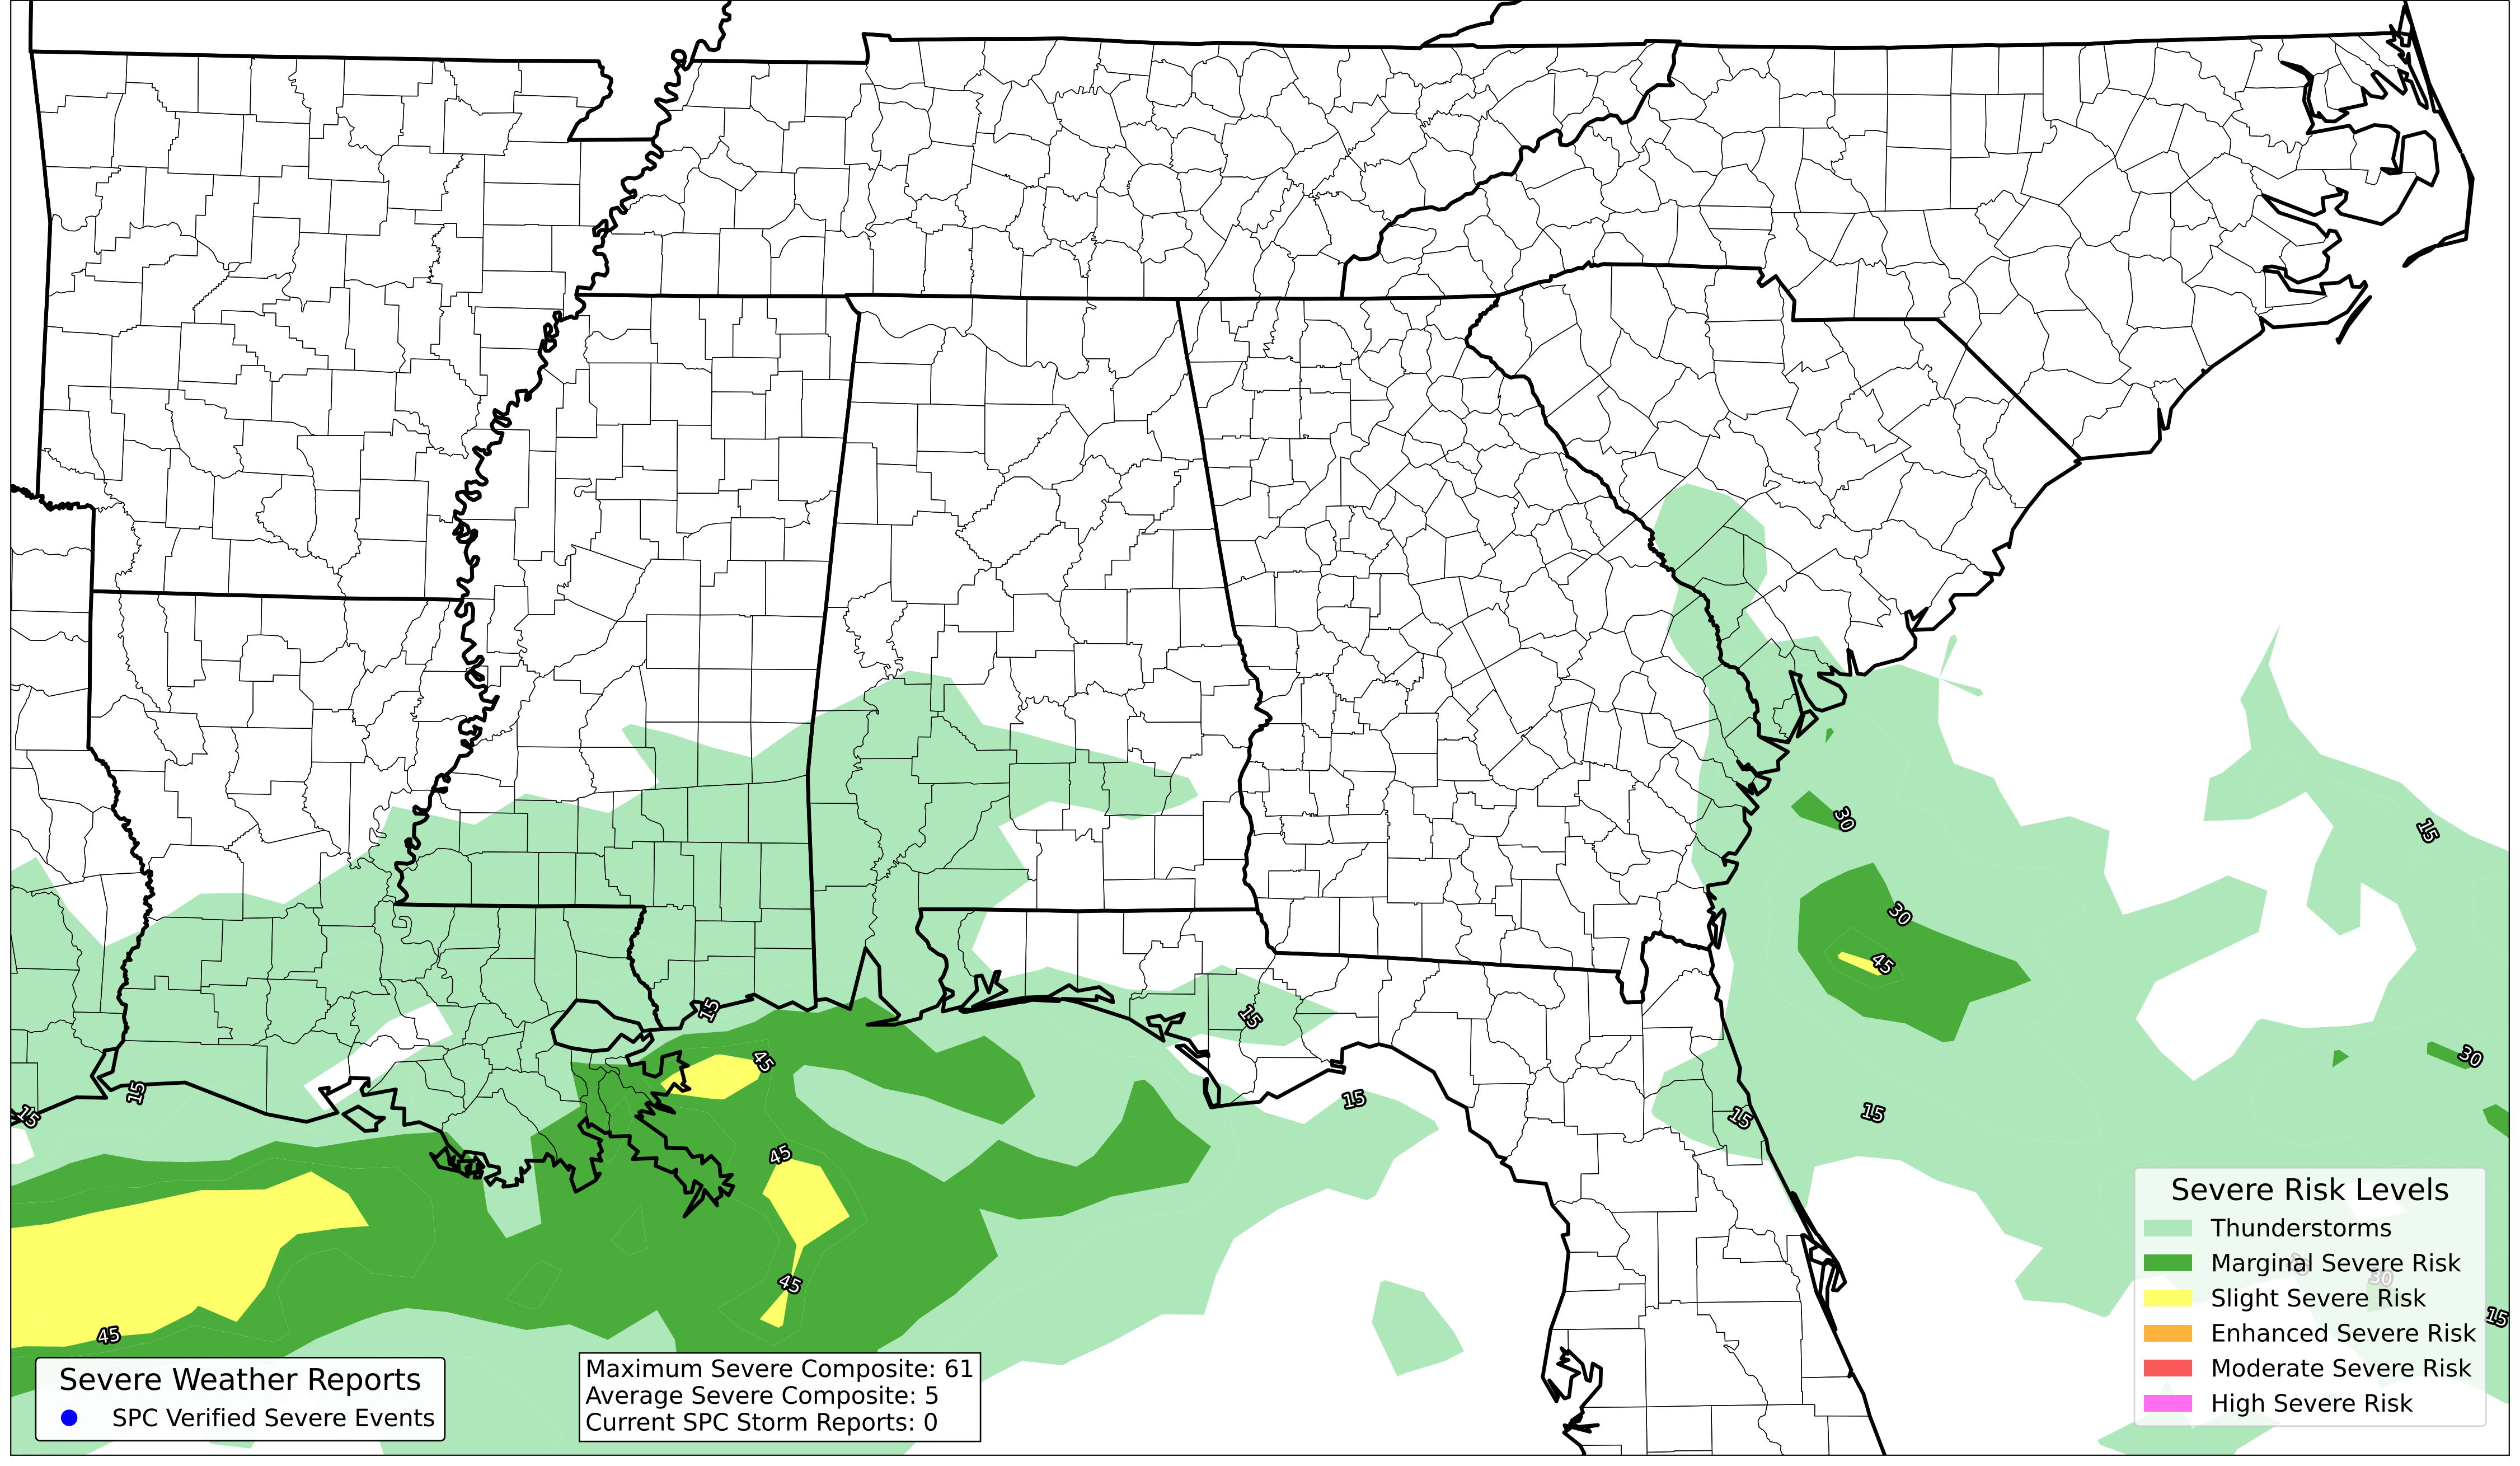 15
30
30
45
15
15
45
15
15
30
15
15
15
45
30
45
15
45
Severe Weather Reports
SPC Verified Severe Events
Maximum Severe Composite: 61
Average Severe Composite: 5
Current SPC Storm Reports: 0
Severe Risk Levels
Thunderstorms
Marginal Severe Risk
Slight Severe Risk
Enhanced Severe Risk
Moderate Severe Risk
High Severe Risk